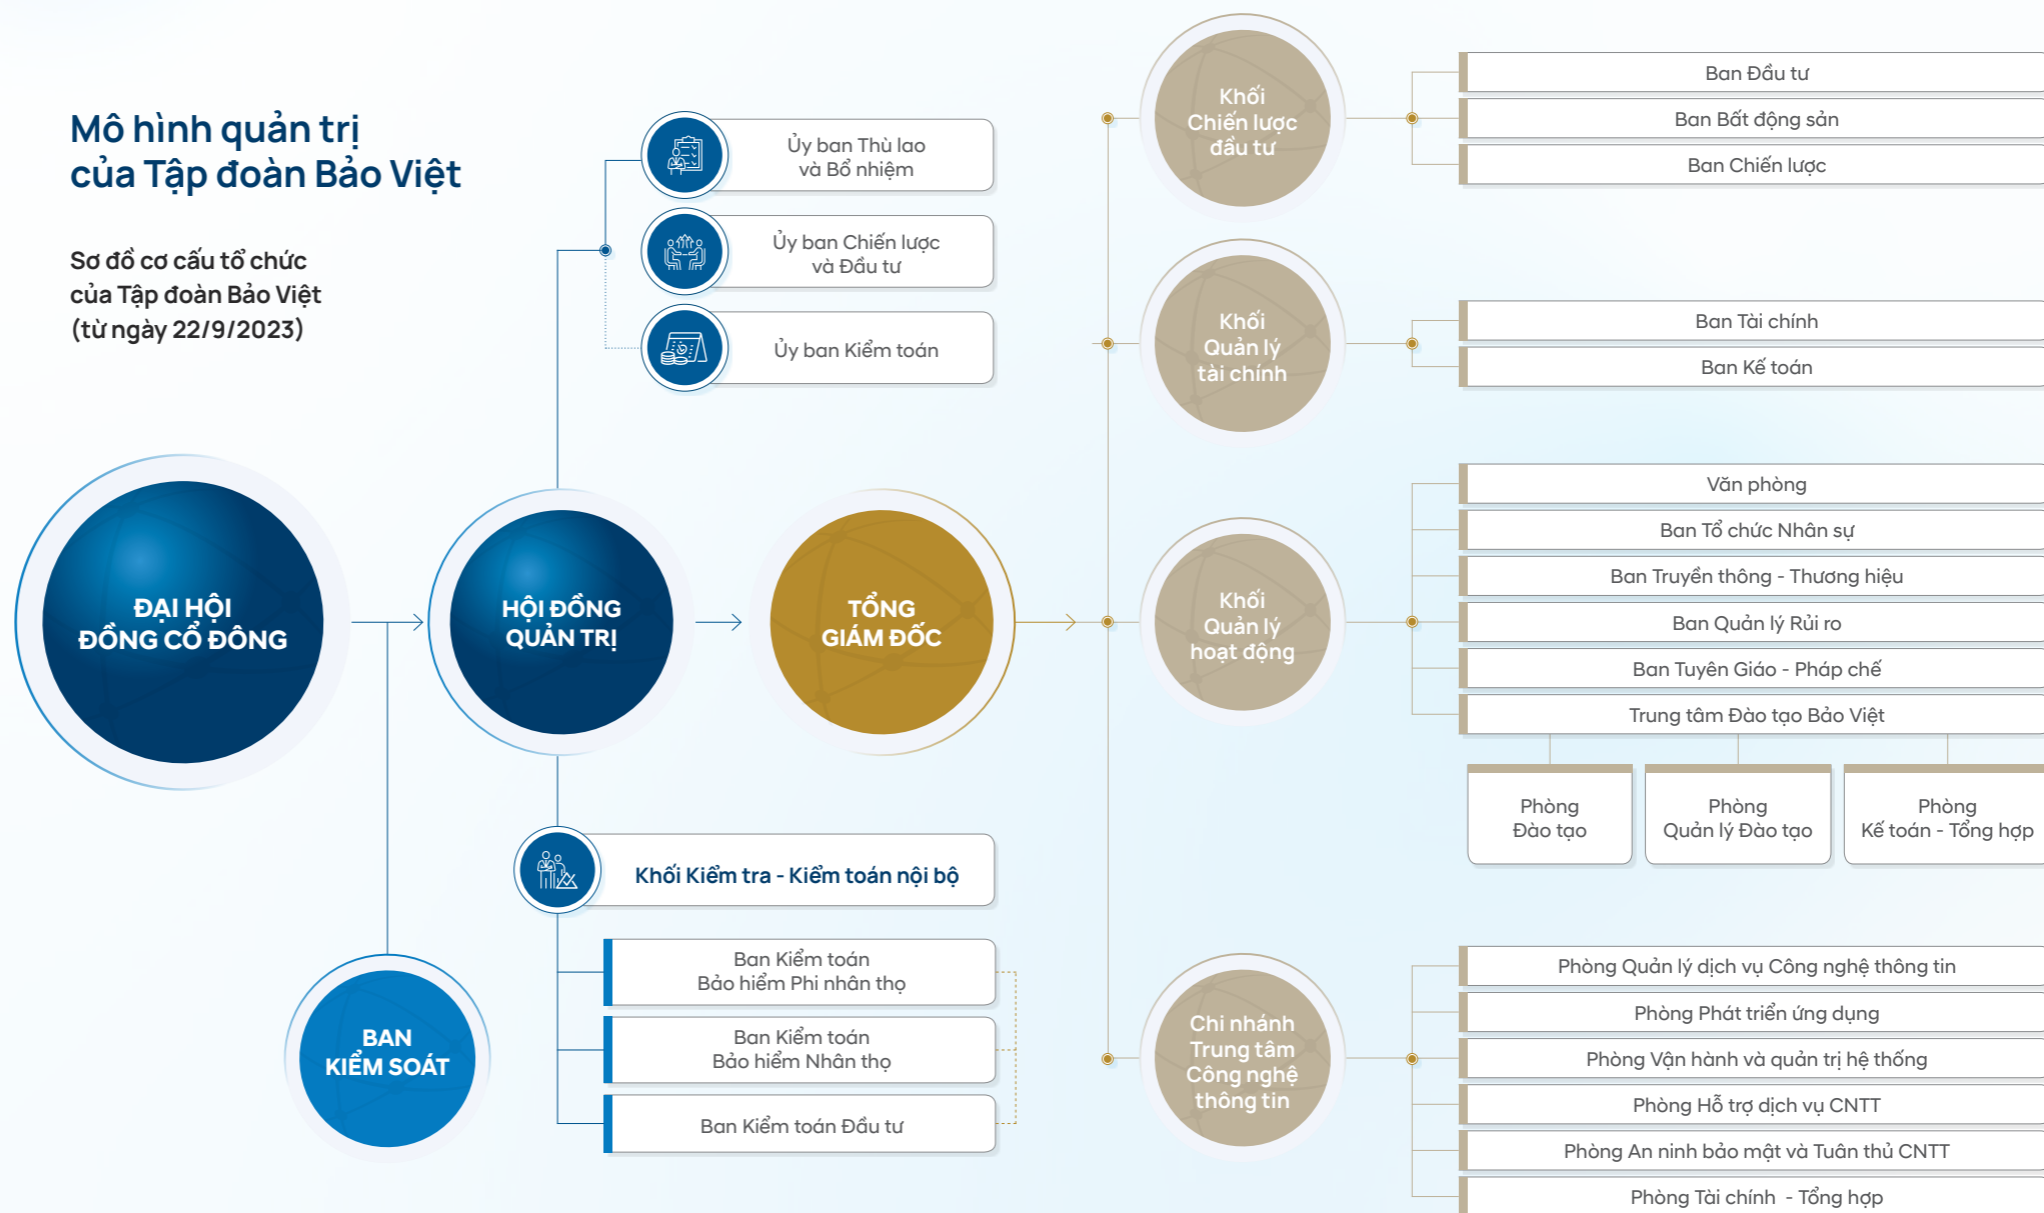 Mô hình quản trị
của Tập đoàn Bảo Việt
Sơ đồ cơ cấu tổ chức
của Tập đoàn Bảo Việt
(từ ngày 22/9/2023)
Ủy ban Thù lao
và Bổ nhiệm
Ủy ban Chiến lược
và Đầu tư
Ủy ban Kiểm toán
ĐẠI HỘI
ĐỒNG CỔ ĐÔNG
HỘI ĐỒNG
QUẢN TRỊ
TỔNG
GIÁM ĐỐC
BAN
KIỂM SOÁT
Khối Kiểm tra - Kiểm toán nội bộ
Ban Kiểm toán
Bảo hiểm Phi nhân thọ
Ban Kiểm toán
Bảo hiểm Nhân thọ
Ban Kiểm toán Đầu tư
Khối
Chiến lược
đầu tư
Ban Đầu tư
Ban Bất động sản
Ban Chiến lược
Khối
Quản lý
tài chính
Ban Tài chính
Ban Kế toán
Khối
Quản lý
hoạt động
Văn phòng
Ban Tổ chức Nhân sự
Ban Truyền thông - Thương hiệu
Ban Quản lý Rủi ro
Ban Tuyên Giáo - Pháp chế
Trung tâm Đào tạo Bảo Việt
Phòng
Đào tạo
Phòng
Quản lý Đào tạo
Phòng
Kế toán - Tổng hợp
Chi nhánh
Trung tâm
Công nghệ
thông tin
Phòng Quản lý dịch vụ Công nghệ thông tin
Phòng Phát triển ứng dụng
Phòng Vận hành và quản trị hệ thống
Phòng Hỗ trợ dịch vụ CNTT
Phòng An ninh bảo mật và Tuân thủ CNTT
Phòng Tài chính - Tổng hợp